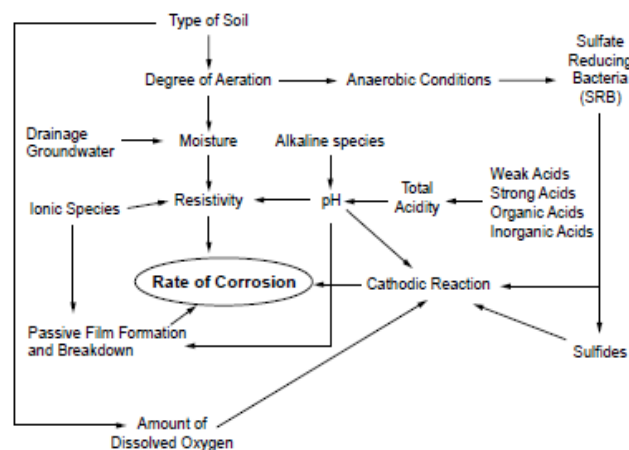 Type of Soil
Sulfate
Reducing
Bacteria
(SRB)
Degree of Aeration
Anaerobic Conditions
Drainage
Groundwater
Moisture
Alkaline species
Ionic Species
Resistivity
pH
Total
Acidity
Weak Acids
Strong Acids
Organic Acids
Inorganic Acids
Rate of Corrosion
Cathodic Reaction
Passive Film Formation
and Breakdown
Sulfides
Amount of
Dissolved Oxygen